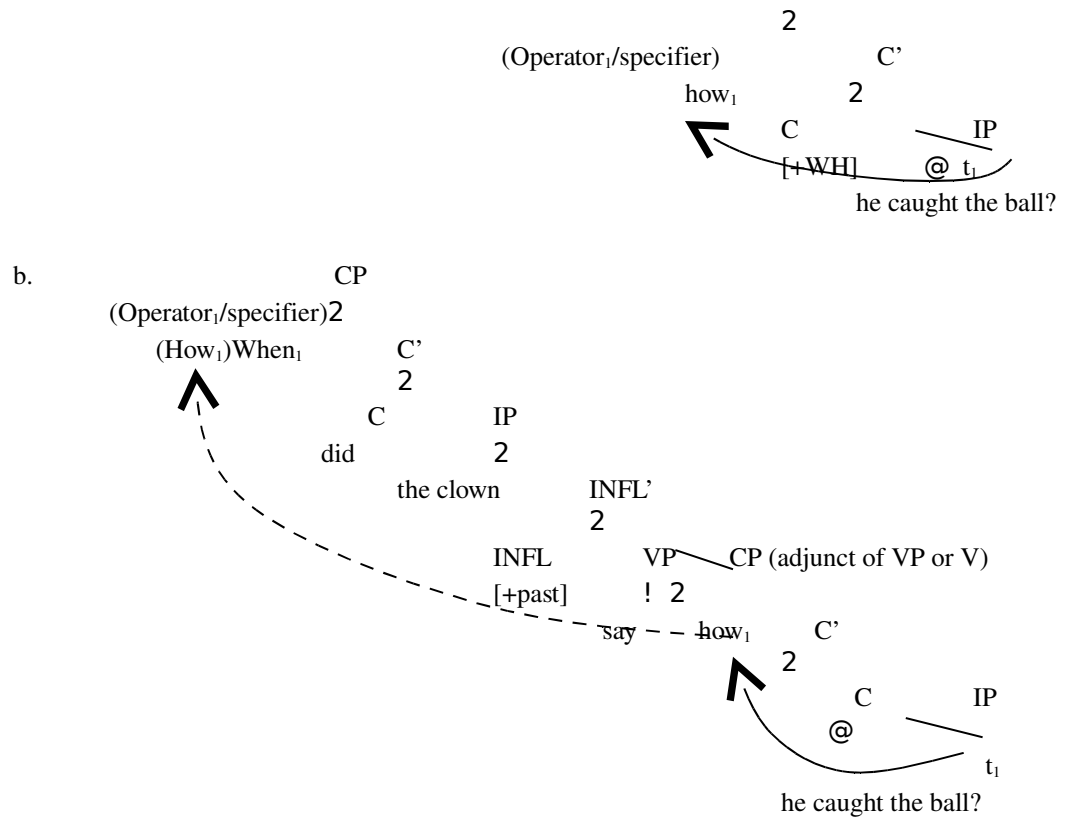 2
(Operator₁/specifier) C’
how₁ 2
C IP
[+WH] @ t₁
he caught the ball?
b. CP
(Operator₁/specifier)2
(How₁)When₁ C’
2
C IP
did 2
the clown INFL’
2
INFL VP CP (adjunct of VP or V)
[+past] ! 2
say how₁ C’
2
C IP
@
t₁
he caught the ball?